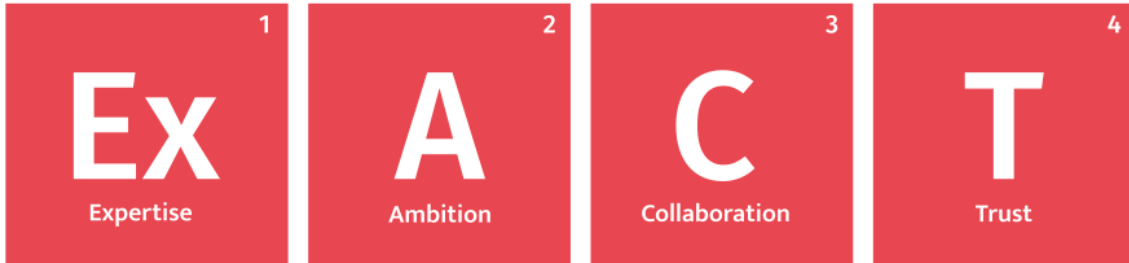 1
Ex
Expertise
2
A
Ambition
3
C
Collaboration
4
T
Trust